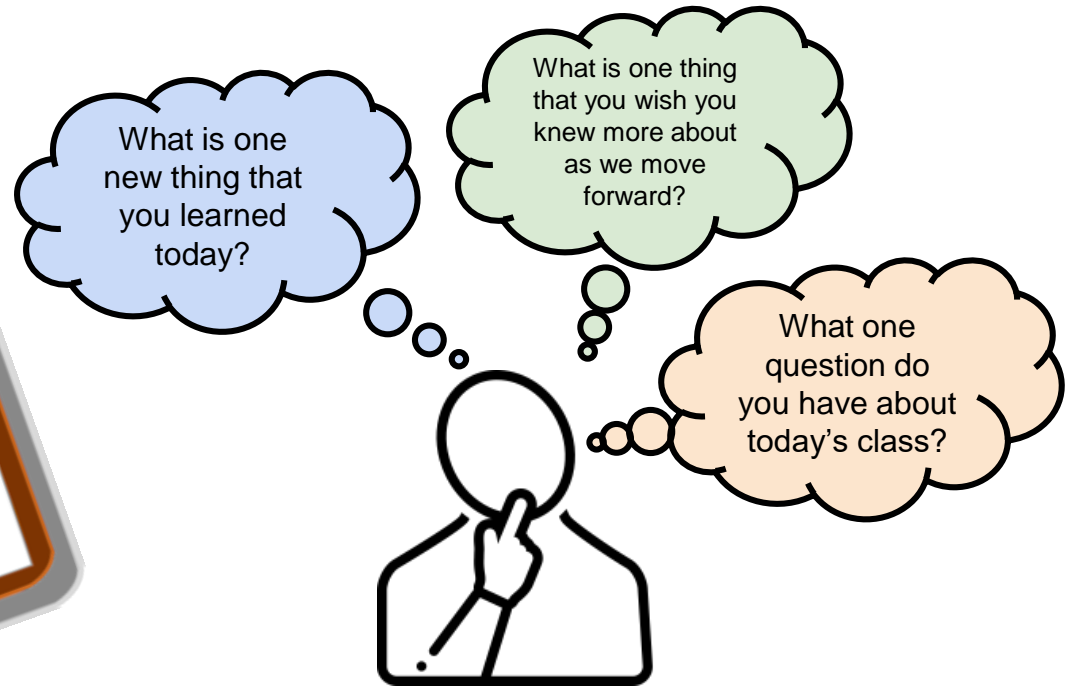 What is one
new thing that
you learned
today?
What is one thing
that you wish you
knew more about
as we move
forward?
What one
question do
you have about
today’s class?